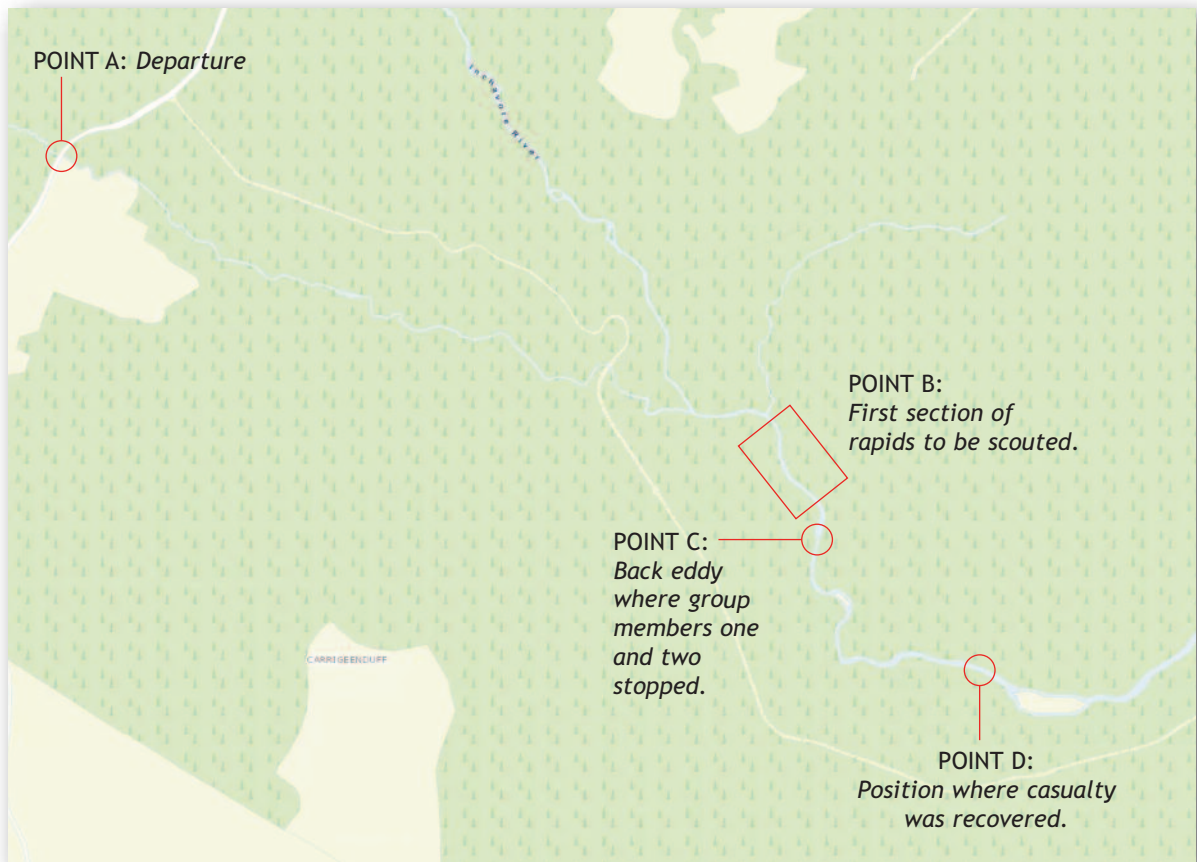 POINT A: Departure
River
POINT B:
First section of
rapids to be scouted.
POINT C:
Back eddy
where group
members one
and two
stopped.
CARRIGEENDUFF
POINT D:
Position where casualty
was recovered.